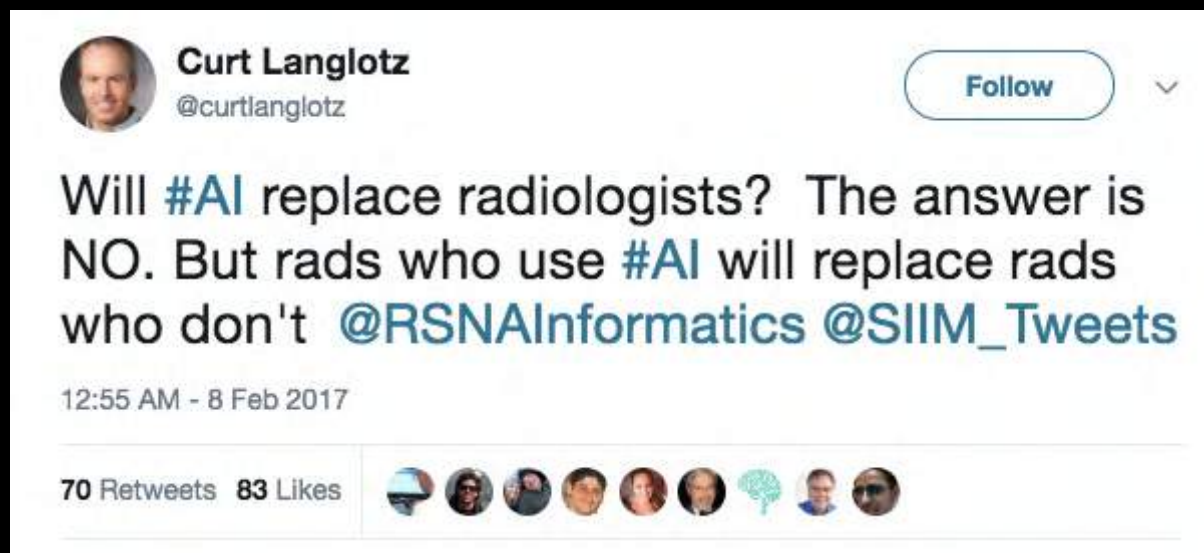 Curt Langlotz
@curtlanglotz
Follow
Will #AI replace radiologists?  The answer is
NO. But rads who use #AI will replace rads
who don't  @RSNAInformatics @SIIM_Tweets
12:55 AM - 8 Feb 2017
70 Retweets  83 Likes